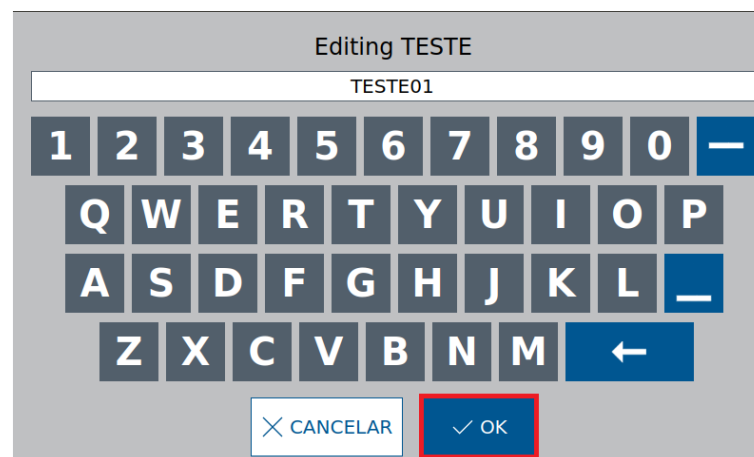 Editing TESTE
TESTE01
1 2 3 4 5 6 7 8 9 0 —
Q W E R T Y U I O P
A S D F G H J K L _
Z X C V B N M ←
CANCELAR OK